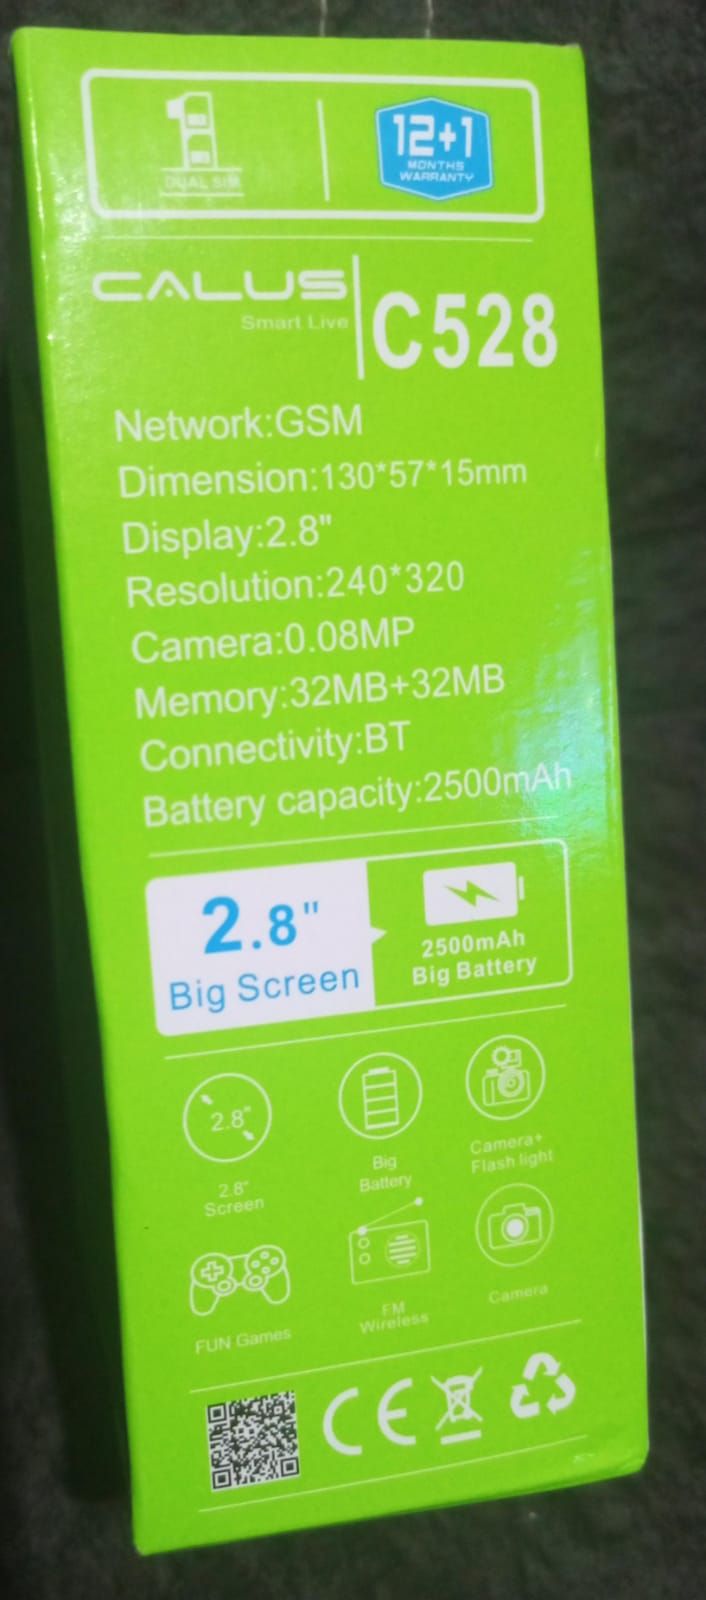 DUAL SIM
12+1
MONTHS
WARRANTY
CALUS
Smart Live
C528
Network:GSM
Dimension:130*57*15mm
Display:2.8"
Resolution:240*320
Camera:0.08MP
Memory:32MB+32MB
Connectivity:BT
Battery capacity:2500mAh
2.8"
Big Screen
2500mAh
Big Battery
2.8"
2.8"
Screen
Big
Battery
Camera+
Flash light
FUN Games
FM
Wireless
Camera
CE